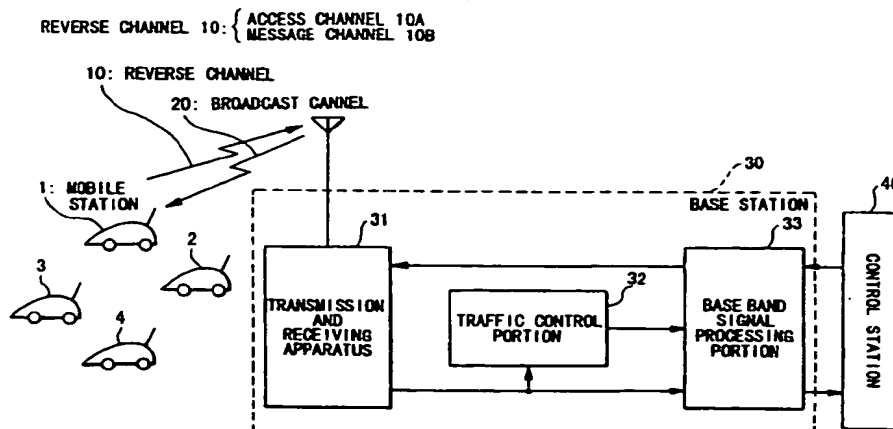 REVERSE CHANNEL 10: { ACCESS CHANNEL 10A
MESSAGE CHANNEL 10B
10: REVERSE CHANNEL
20: BROADCAST CANNEL
1: MOBILE
STATION
2
3
4
30
BASE STATION
31
TRANSMISSION
AND
RECEIVING
APPARATUS
32
TRAFFIC CONTROL
PORTION
33
BASE BAND
SIGNAL
PROCESSING
PORTION
CONTROL STATION